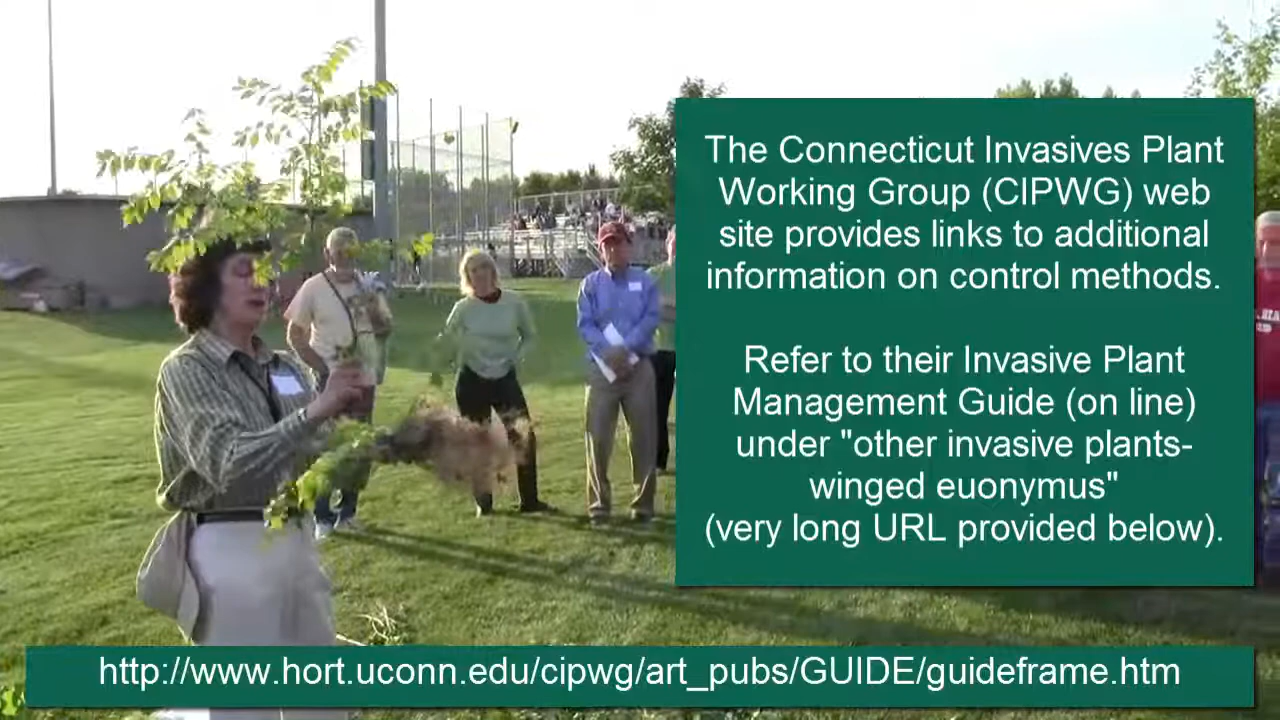 The Connecticut Invasives Plant
Working Group (CIPWG) web
site provides links to additional
information on control methods.
Refer to their Invasive Plant
Management Guide (on line)
under "other invasive plants-
winged euonymus"
(very long URL provided below).
http://www.hort.uconn.edu/cipwg/art_pubs/GUIDE/guideframe.htm